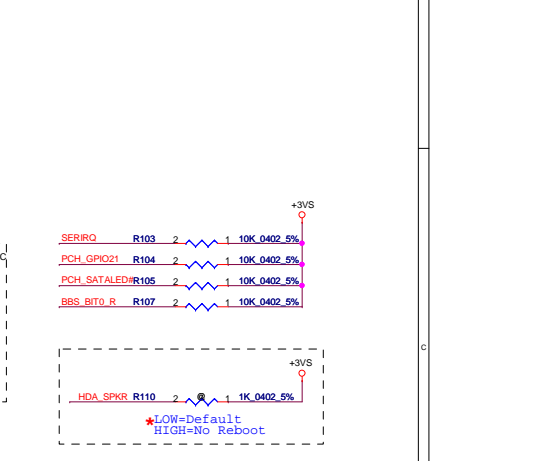 +3VS
SERIRQ R103 2 1 10K_0402_5%
PCH_GPIO21 R104 2 1 10K_0402_5%
PCH_SATALED# R105 2 1 10K_0402_5%
BBS_BIT0_R R107 2 1 10K_0402_5%
C
C
+3VS
HDA_SPKR R110 2 @ 1 1K_0402_5%
*LOW=Default
HIGH=No Reboot